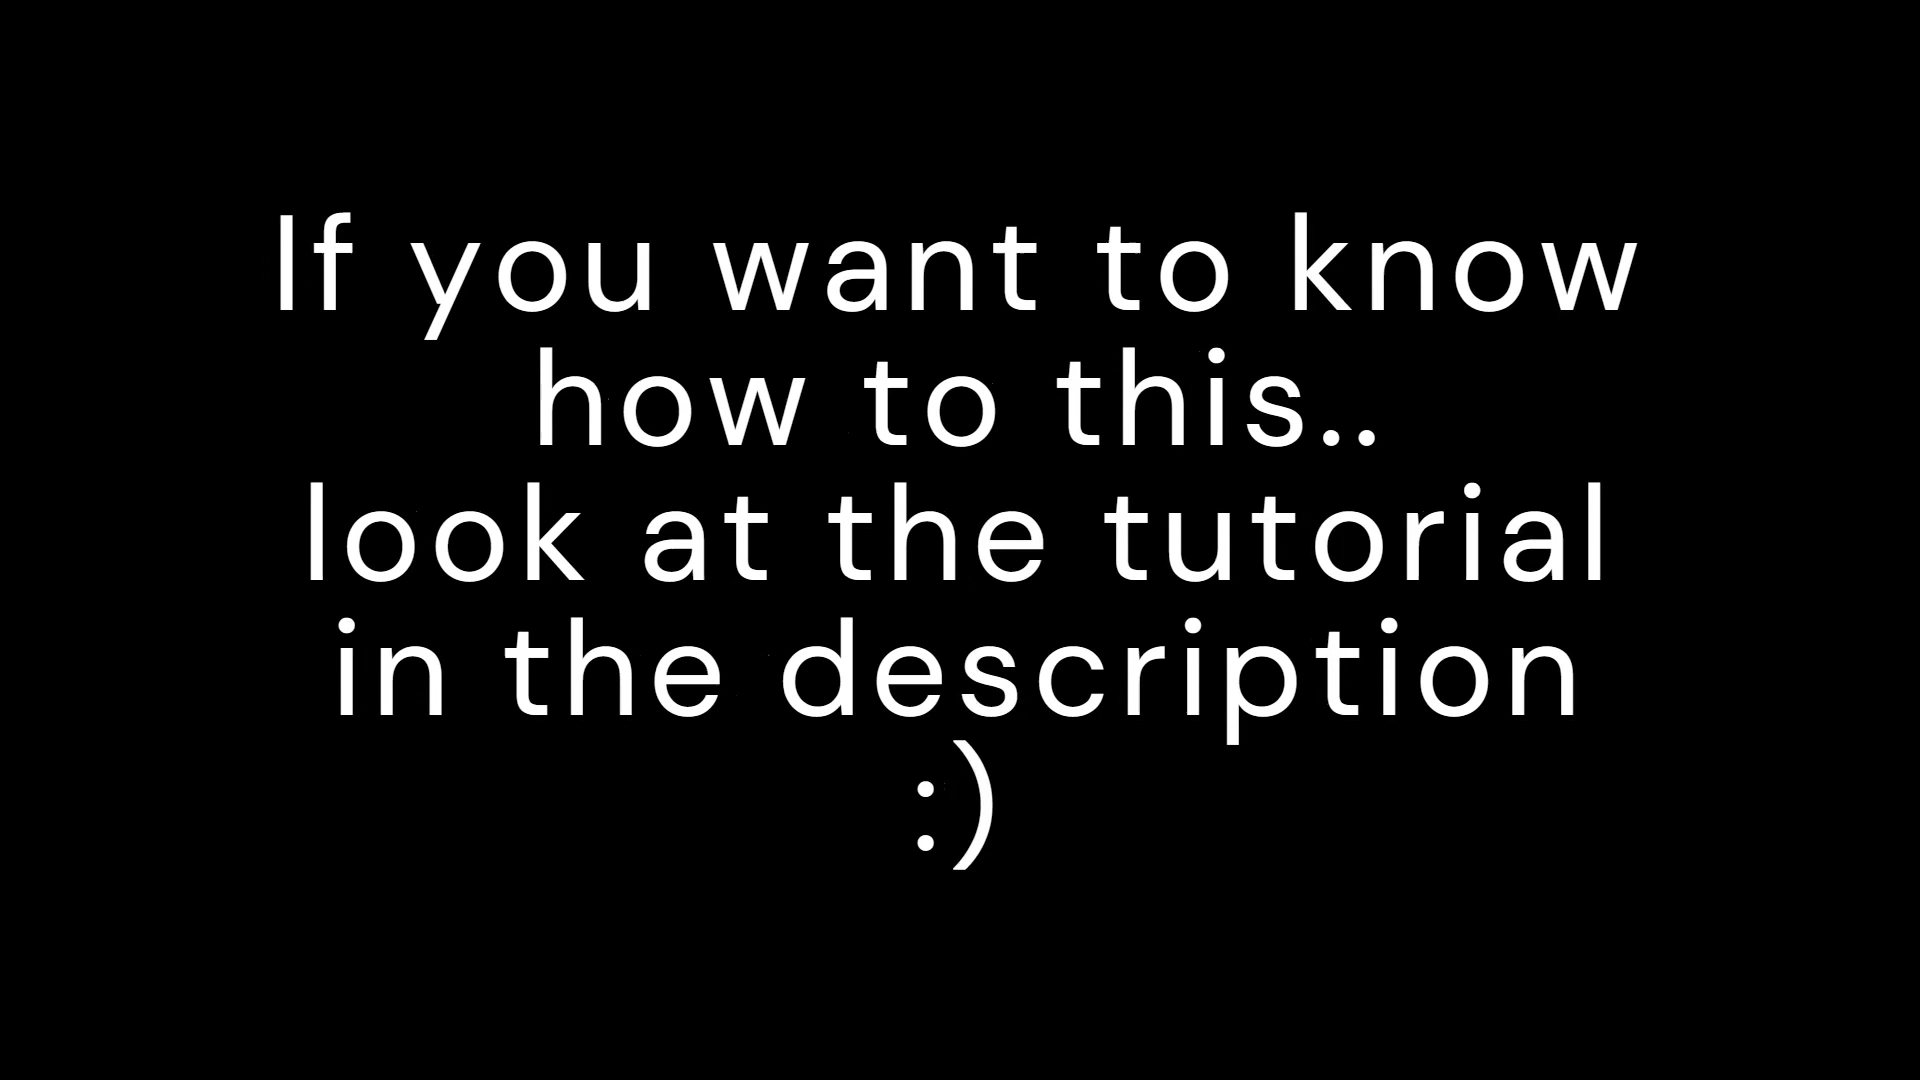 If you want to know
how to this..
look at the tutorial
in the description
:)